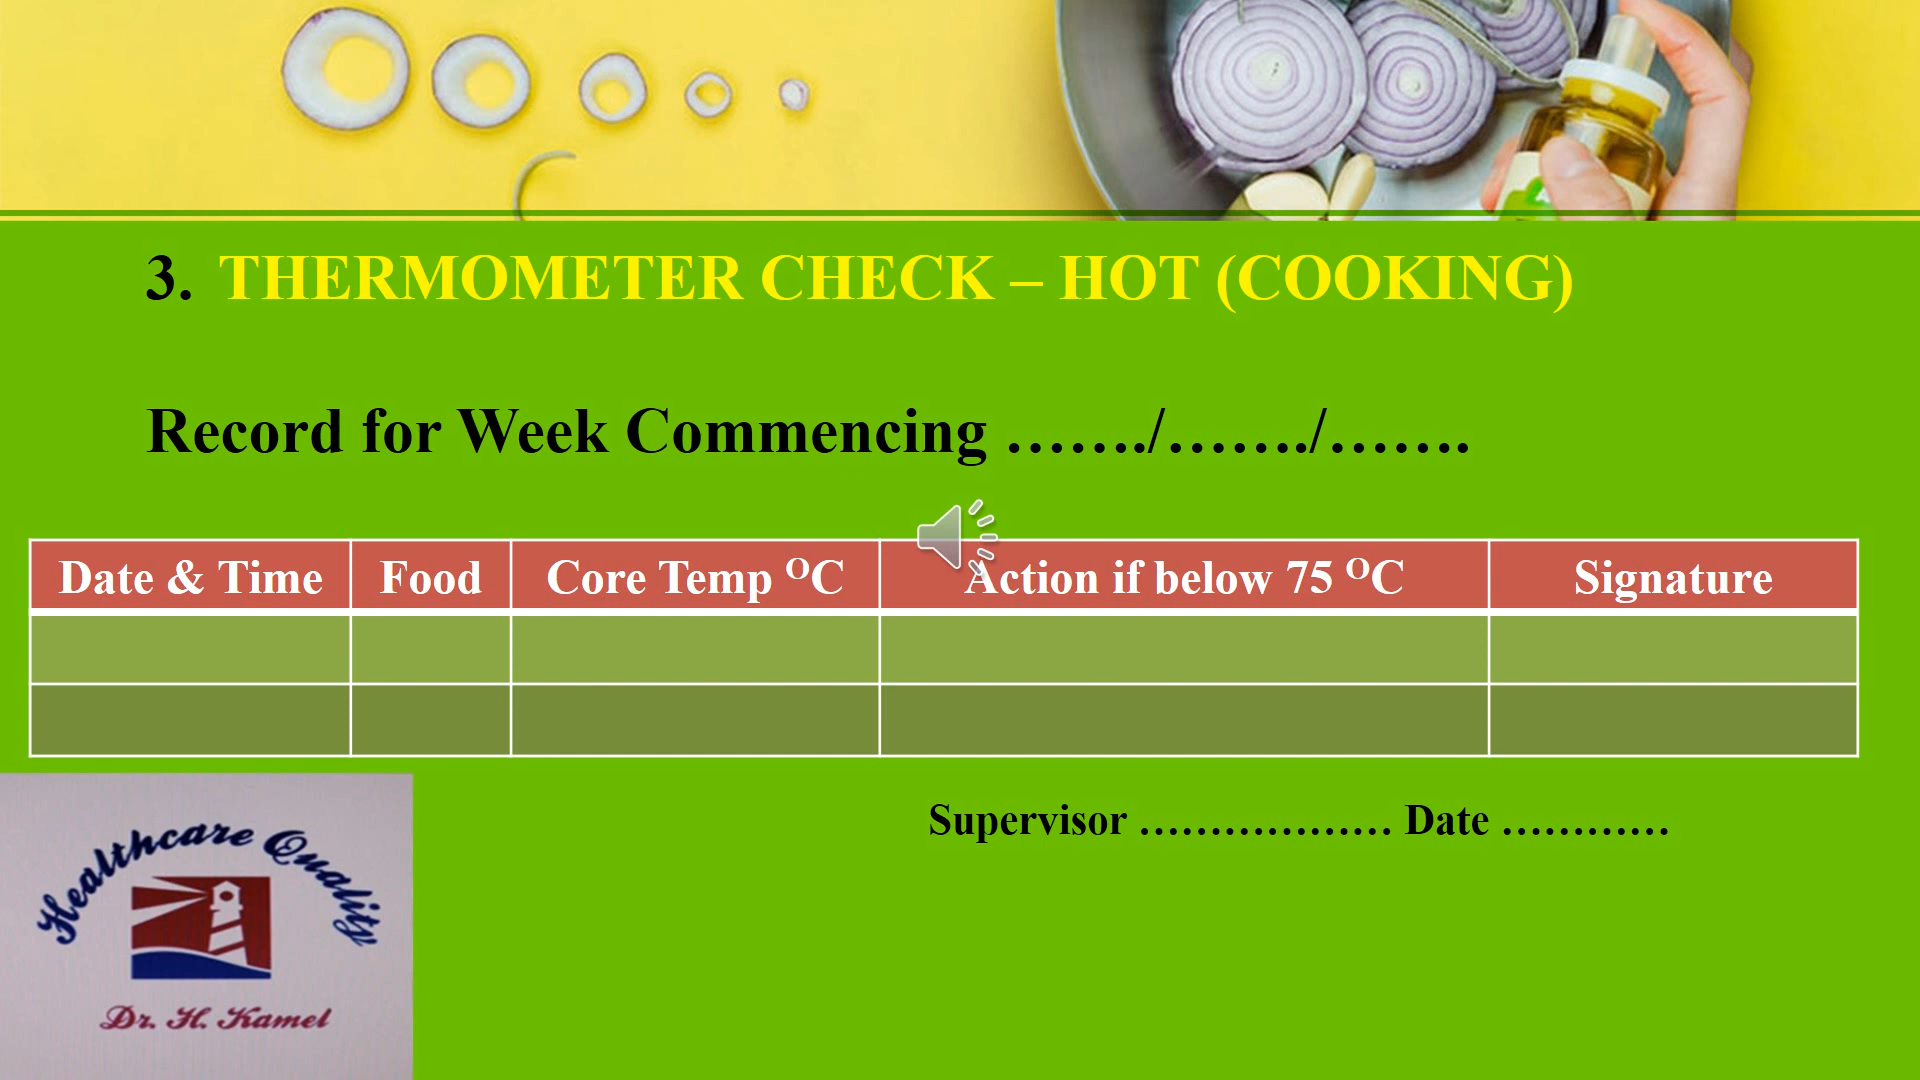 3. THERMOMETER CHECK – HOT (COOKING)
Record for Week Commencing ……./……./…….
Date & Time Food Core Temp ᴼC Action if below 75 ᴼC Signature
Supervisor ……………… Date …………
Healthcare Quality
Dr. H. Kamel